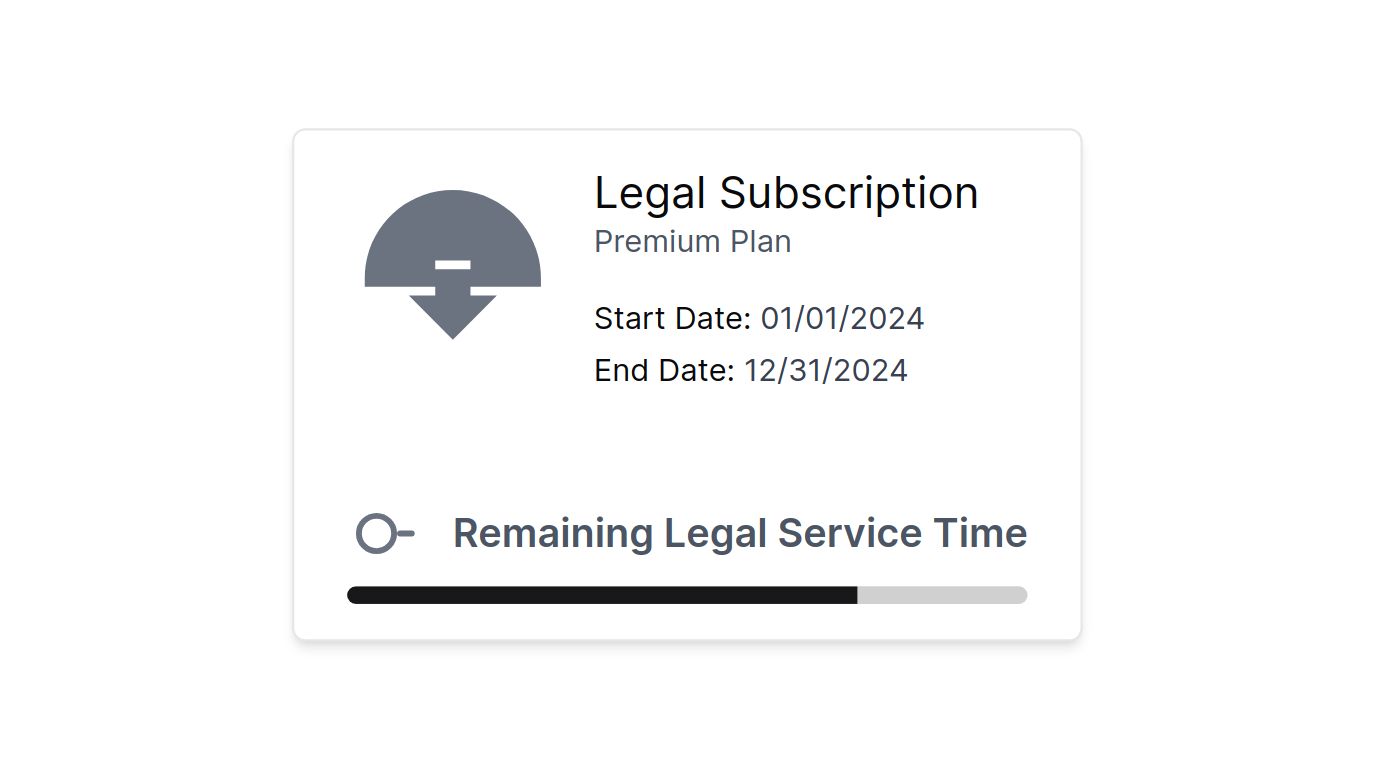 Legal Subscription
Premium Plan
Start Date: 01/01/2024
End Date: 12/31/2024
Remaining Legal Service Time